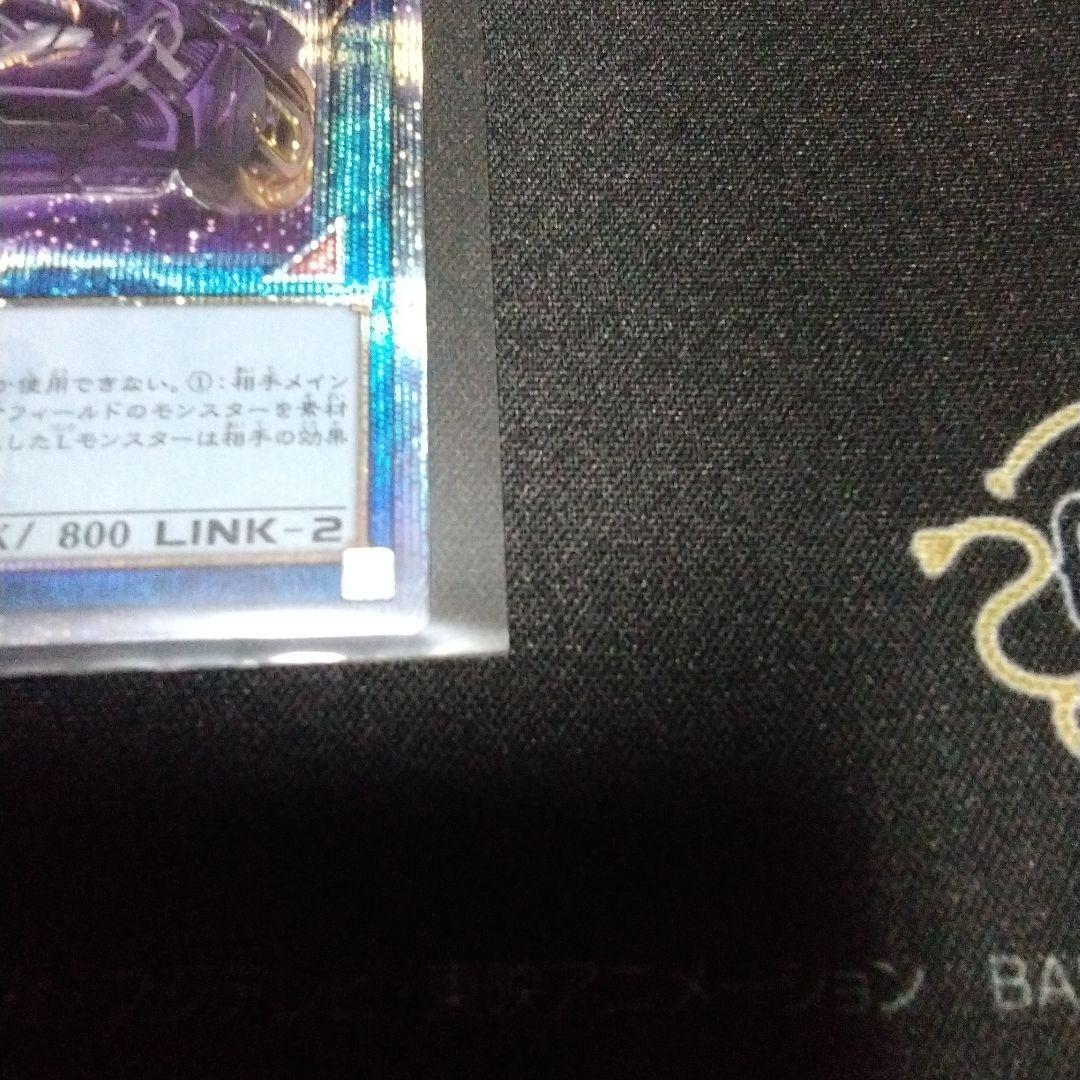 か使用できない。①:相手メイン
フィールドのモンスターを素材
したLモンスターは相手の効果
/ 800 LINK-2
アニメーション BA